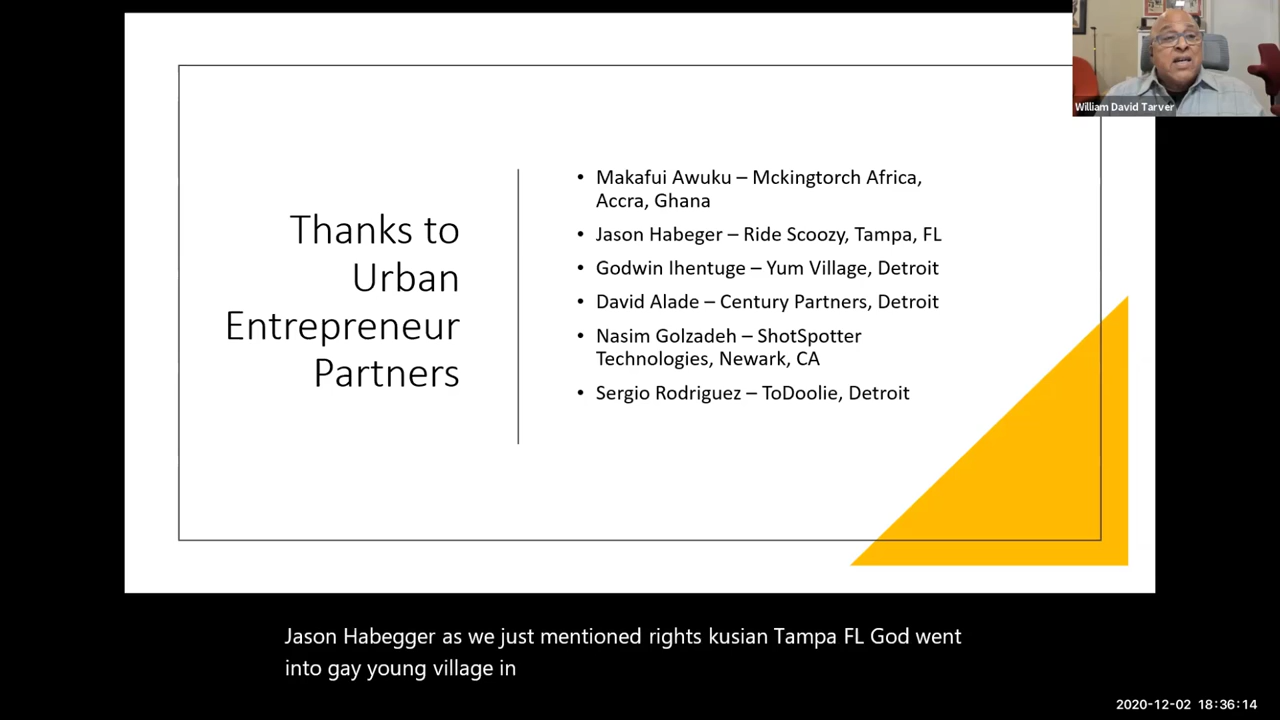 William David Tarver
Thanks to
Urban
Entrepreneur
Partners
• Makafui Awuku – Mckingtorch Africa,
Accra, Ghana
• Jason Habeger – Ride Scoozy, Tampa, FL
• Godwin Ihentuge – Yum Village, Detroit
• David Alade – Century Partners, Detroit
• Nasim Golzadeh – ShotSpotter
Technologies, Newark, CA
• Sergio Rodriguez – ToDoolie, Detroit
Jason Habegger as we just mentioned rights kusian Tampa FL God went
into gay young village in
2020-12-02 18:36:14